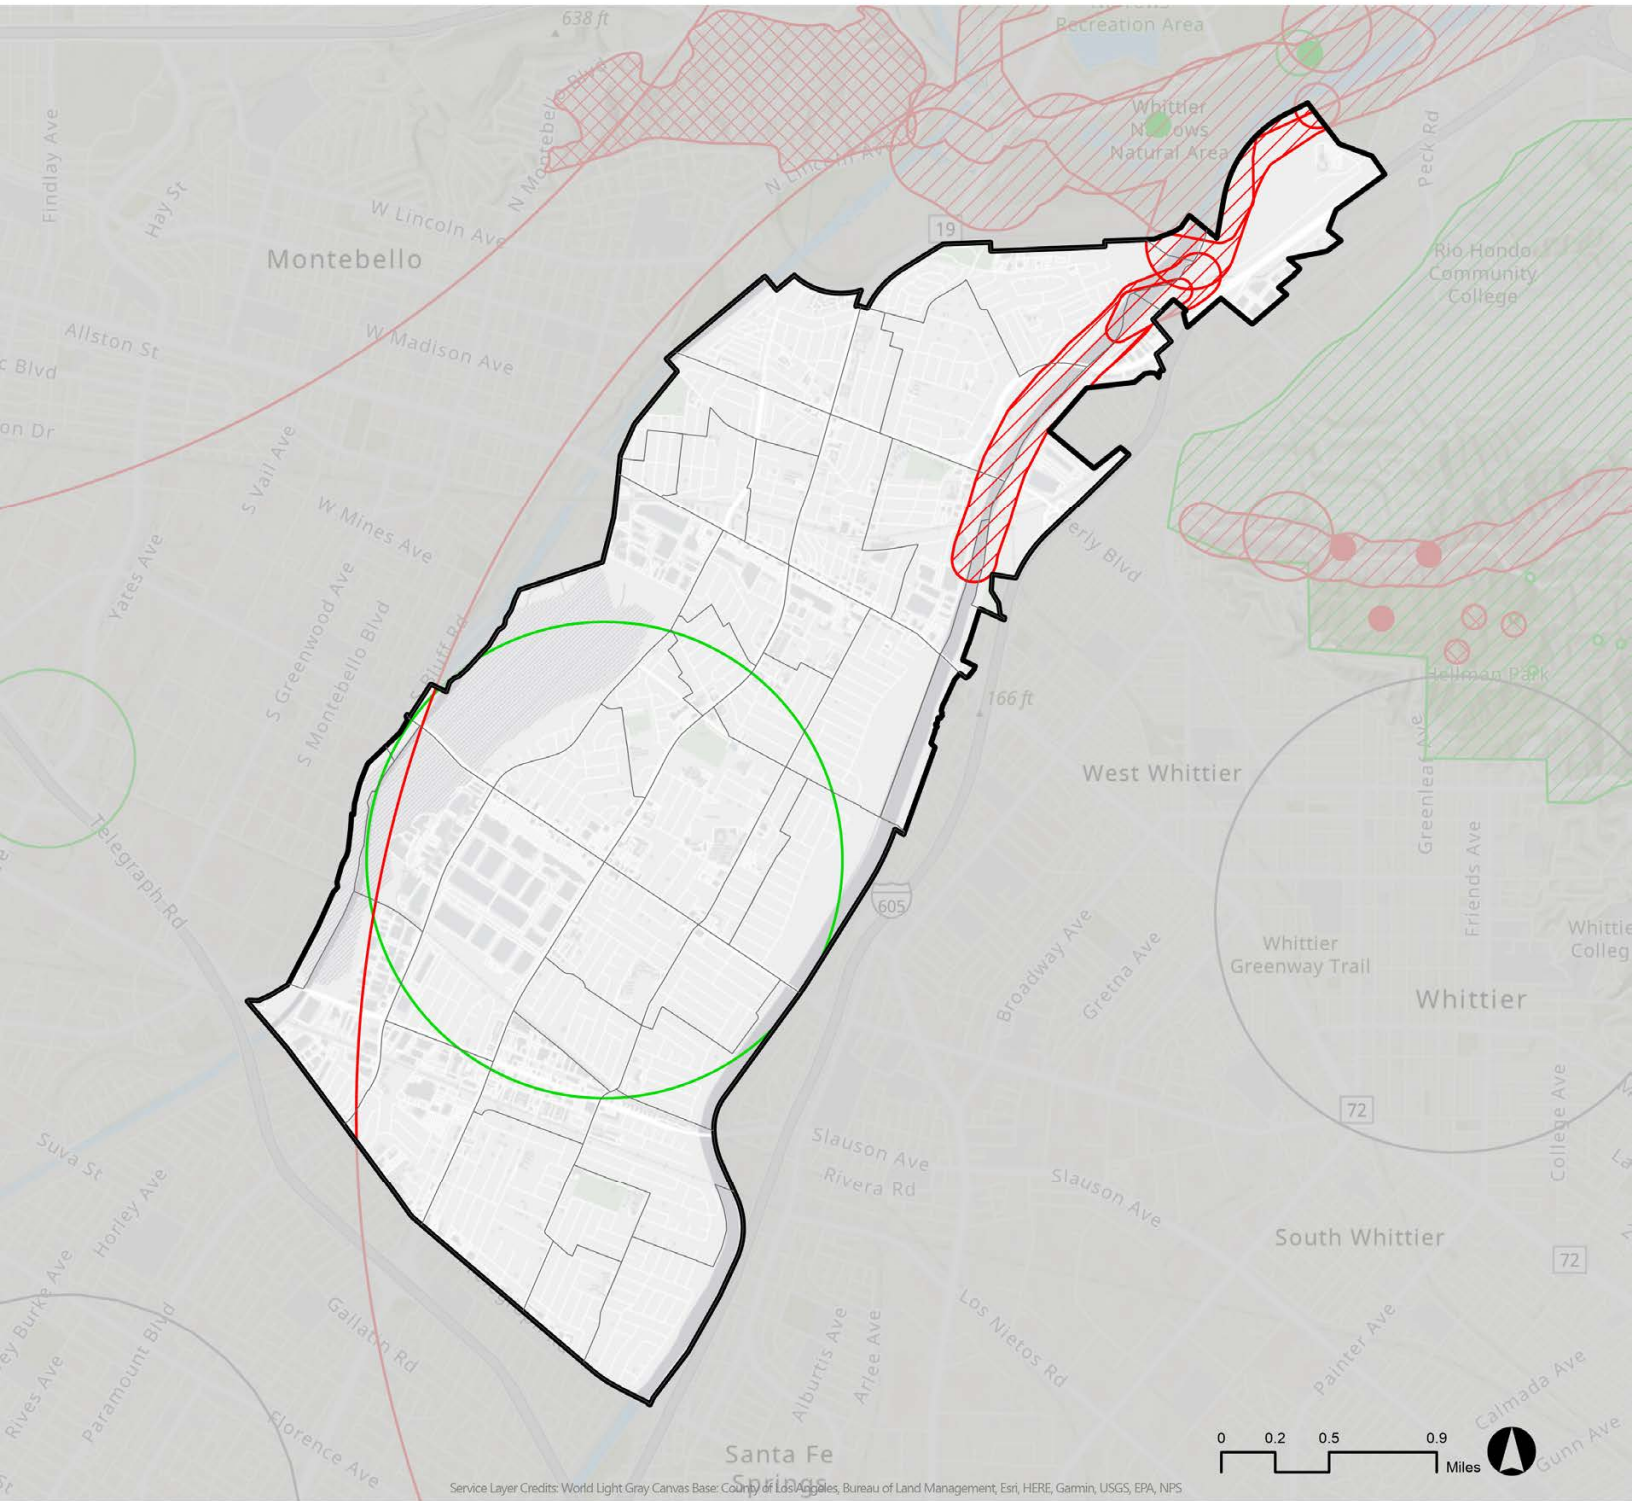 638 ft
Recreation Area
N Montebello Blvd
Whittier
Narrows
Natural Area
Peck Rd
Findlay Ave
Hay St
N Lincoln Av
W Lincoln Ave
19
Montebello
Rio Hondo
Community
College
Allston St
W Madison Ave
c Blvd
on Dr
S Vail Ave
W Mines Ave
erly Blvd
Yates Ave
S Greenwood Ave
S Montebello Blvd
Bluff Rd
Hellman Park
166 ft
West Whittier
Greenleaf Ave
Telegraph Rd
605
Friends Ave
Broadway Ave
Gretna Ave
Whittier
Greenway Trail
Whittie
Colleg
Whittier
72
College Ave
Suva St
Horley Ave
Slauson Ave
Rivera Rd
Slauson Ave
South Whittier
72
ey Burke Ave
Rives Ave
Paramount Blvd
Gallatin Rd
Florence Ave
Alburtis Ave
Arlee Ave
Los Nietos Rd
Painter Ave
Calmada Ave
Gunn Ave
0 0.2 0.5 0.9
Miles
Santa Fe
Springs
Service Layer Credits: World Light Gray Canvas Base: County of Los Angeles, Bureau of Land Management, Esri, HERE, Garmin, USGS, EPA, NPS